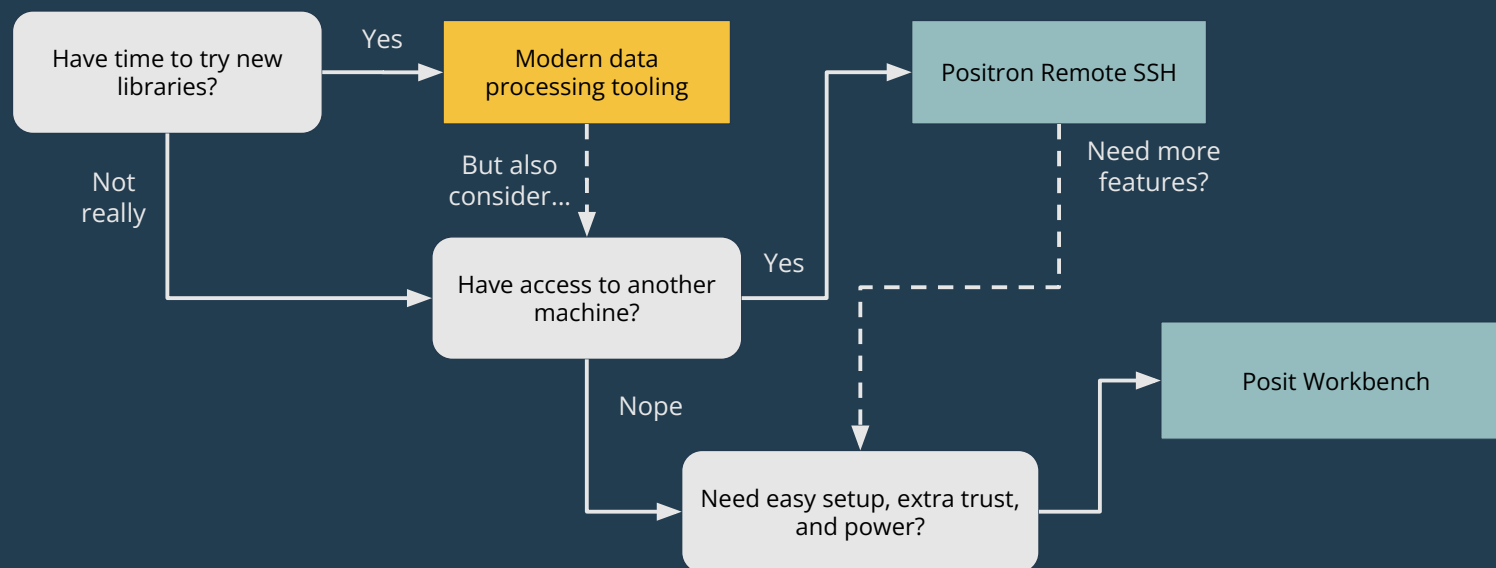 Have time to try new
libraries?
Yes
Modern data
processing tooling
Positron Remote SSH
Not
really
But also
consider...
Need more
features?
Have access to another
machine?
Yes
Nope
Posit Workbench
Need easy setup, extra trust,
and power?